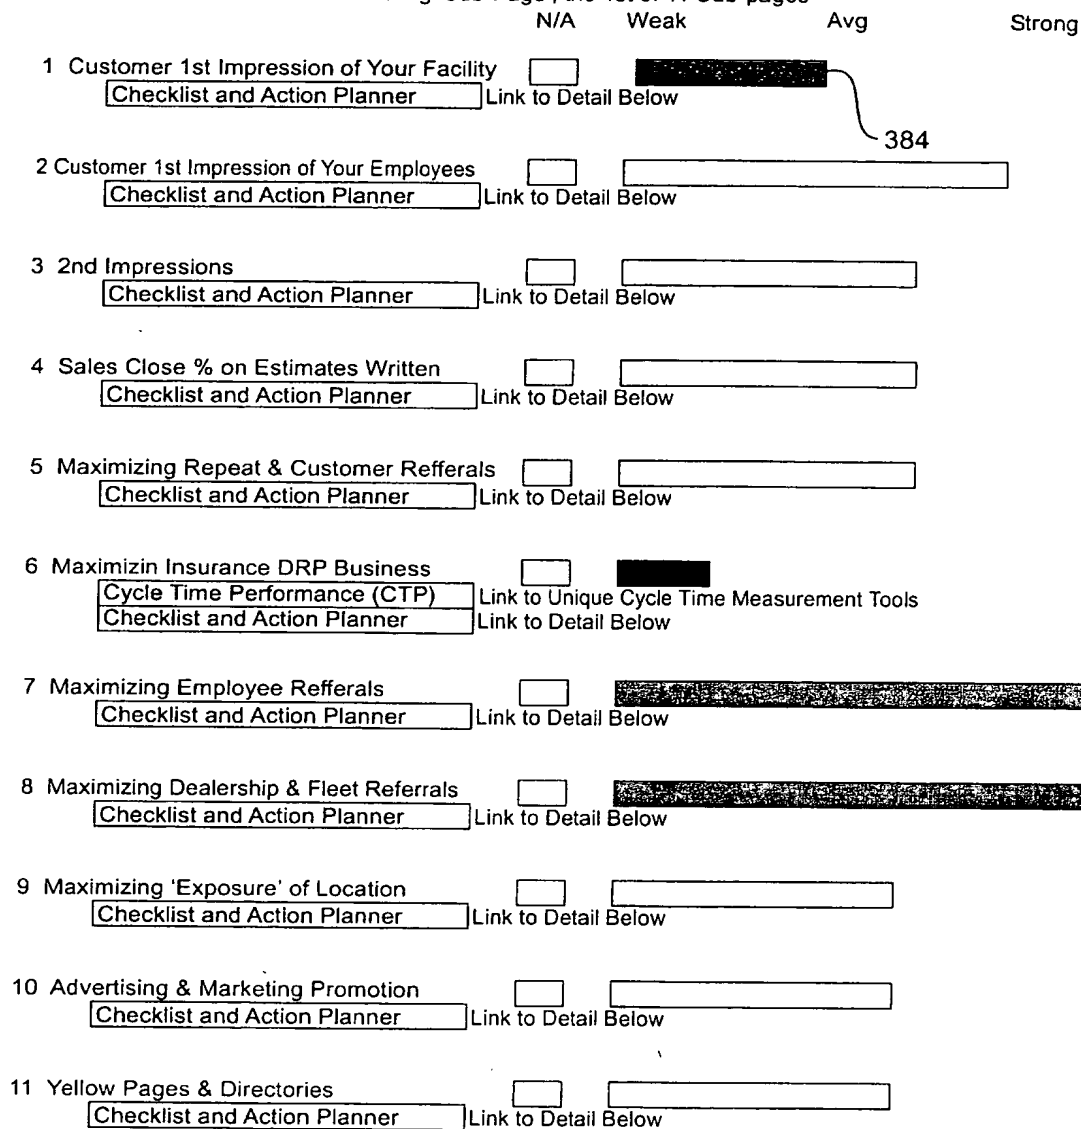 N/A Weak Avg Strong
1 Customer 1st Impression of Your Facility
Checklist and Action Planner Link to Detail Below
384
2 Customer 1st Impression of Your Employees
Checklist and Action Planner Link to Detail Below
3 2nd Impressions
Checklist and Action Planner Link to Detail Below
4 Sales Close % on Estimates Written
Checklist and Action Planner Link to Detail Below
5 Maximizing Repeat & Customer Refferals
Checklist and Action Planner Link to Detail Below
6 Maximizin Insurance DRP Business
Cycle Time Performance (CTP) Link to Unique Cycle Time Measurement Tools
Checklist and Action Planner Link to Detail Below
7 Maximizing Employee Refferals
Checklist and Action Planner Link to Detail Below
8 Maximizing Dealership & Fleet Referrals
Checklist and Action Planner Link to Detail Below
9 Maximizing ‘Exposure’ of Location
Checklist and Action Planner Link to Detail Below
10 Advertising & Marketing Promotion
Checklist and Action Planner Link to Detail Below
11 Yellow Pages & Directories
Checklist and Action Planner Link to Detail Below